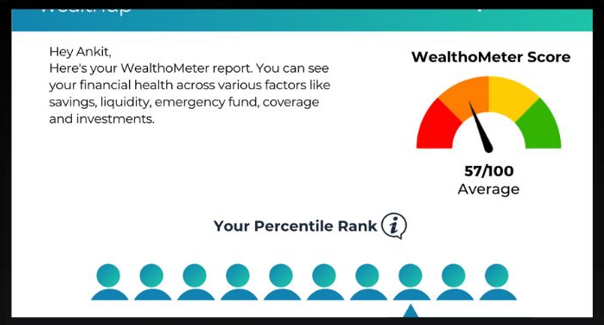 Hey Ankit,
Here's your WealthoMeter report. You can see
your financial health across various factors like
savings, liquidity, emergency fund, coverage
and investments.
WealthoMeter Score
57/100
Average
Your Percentile Rank i